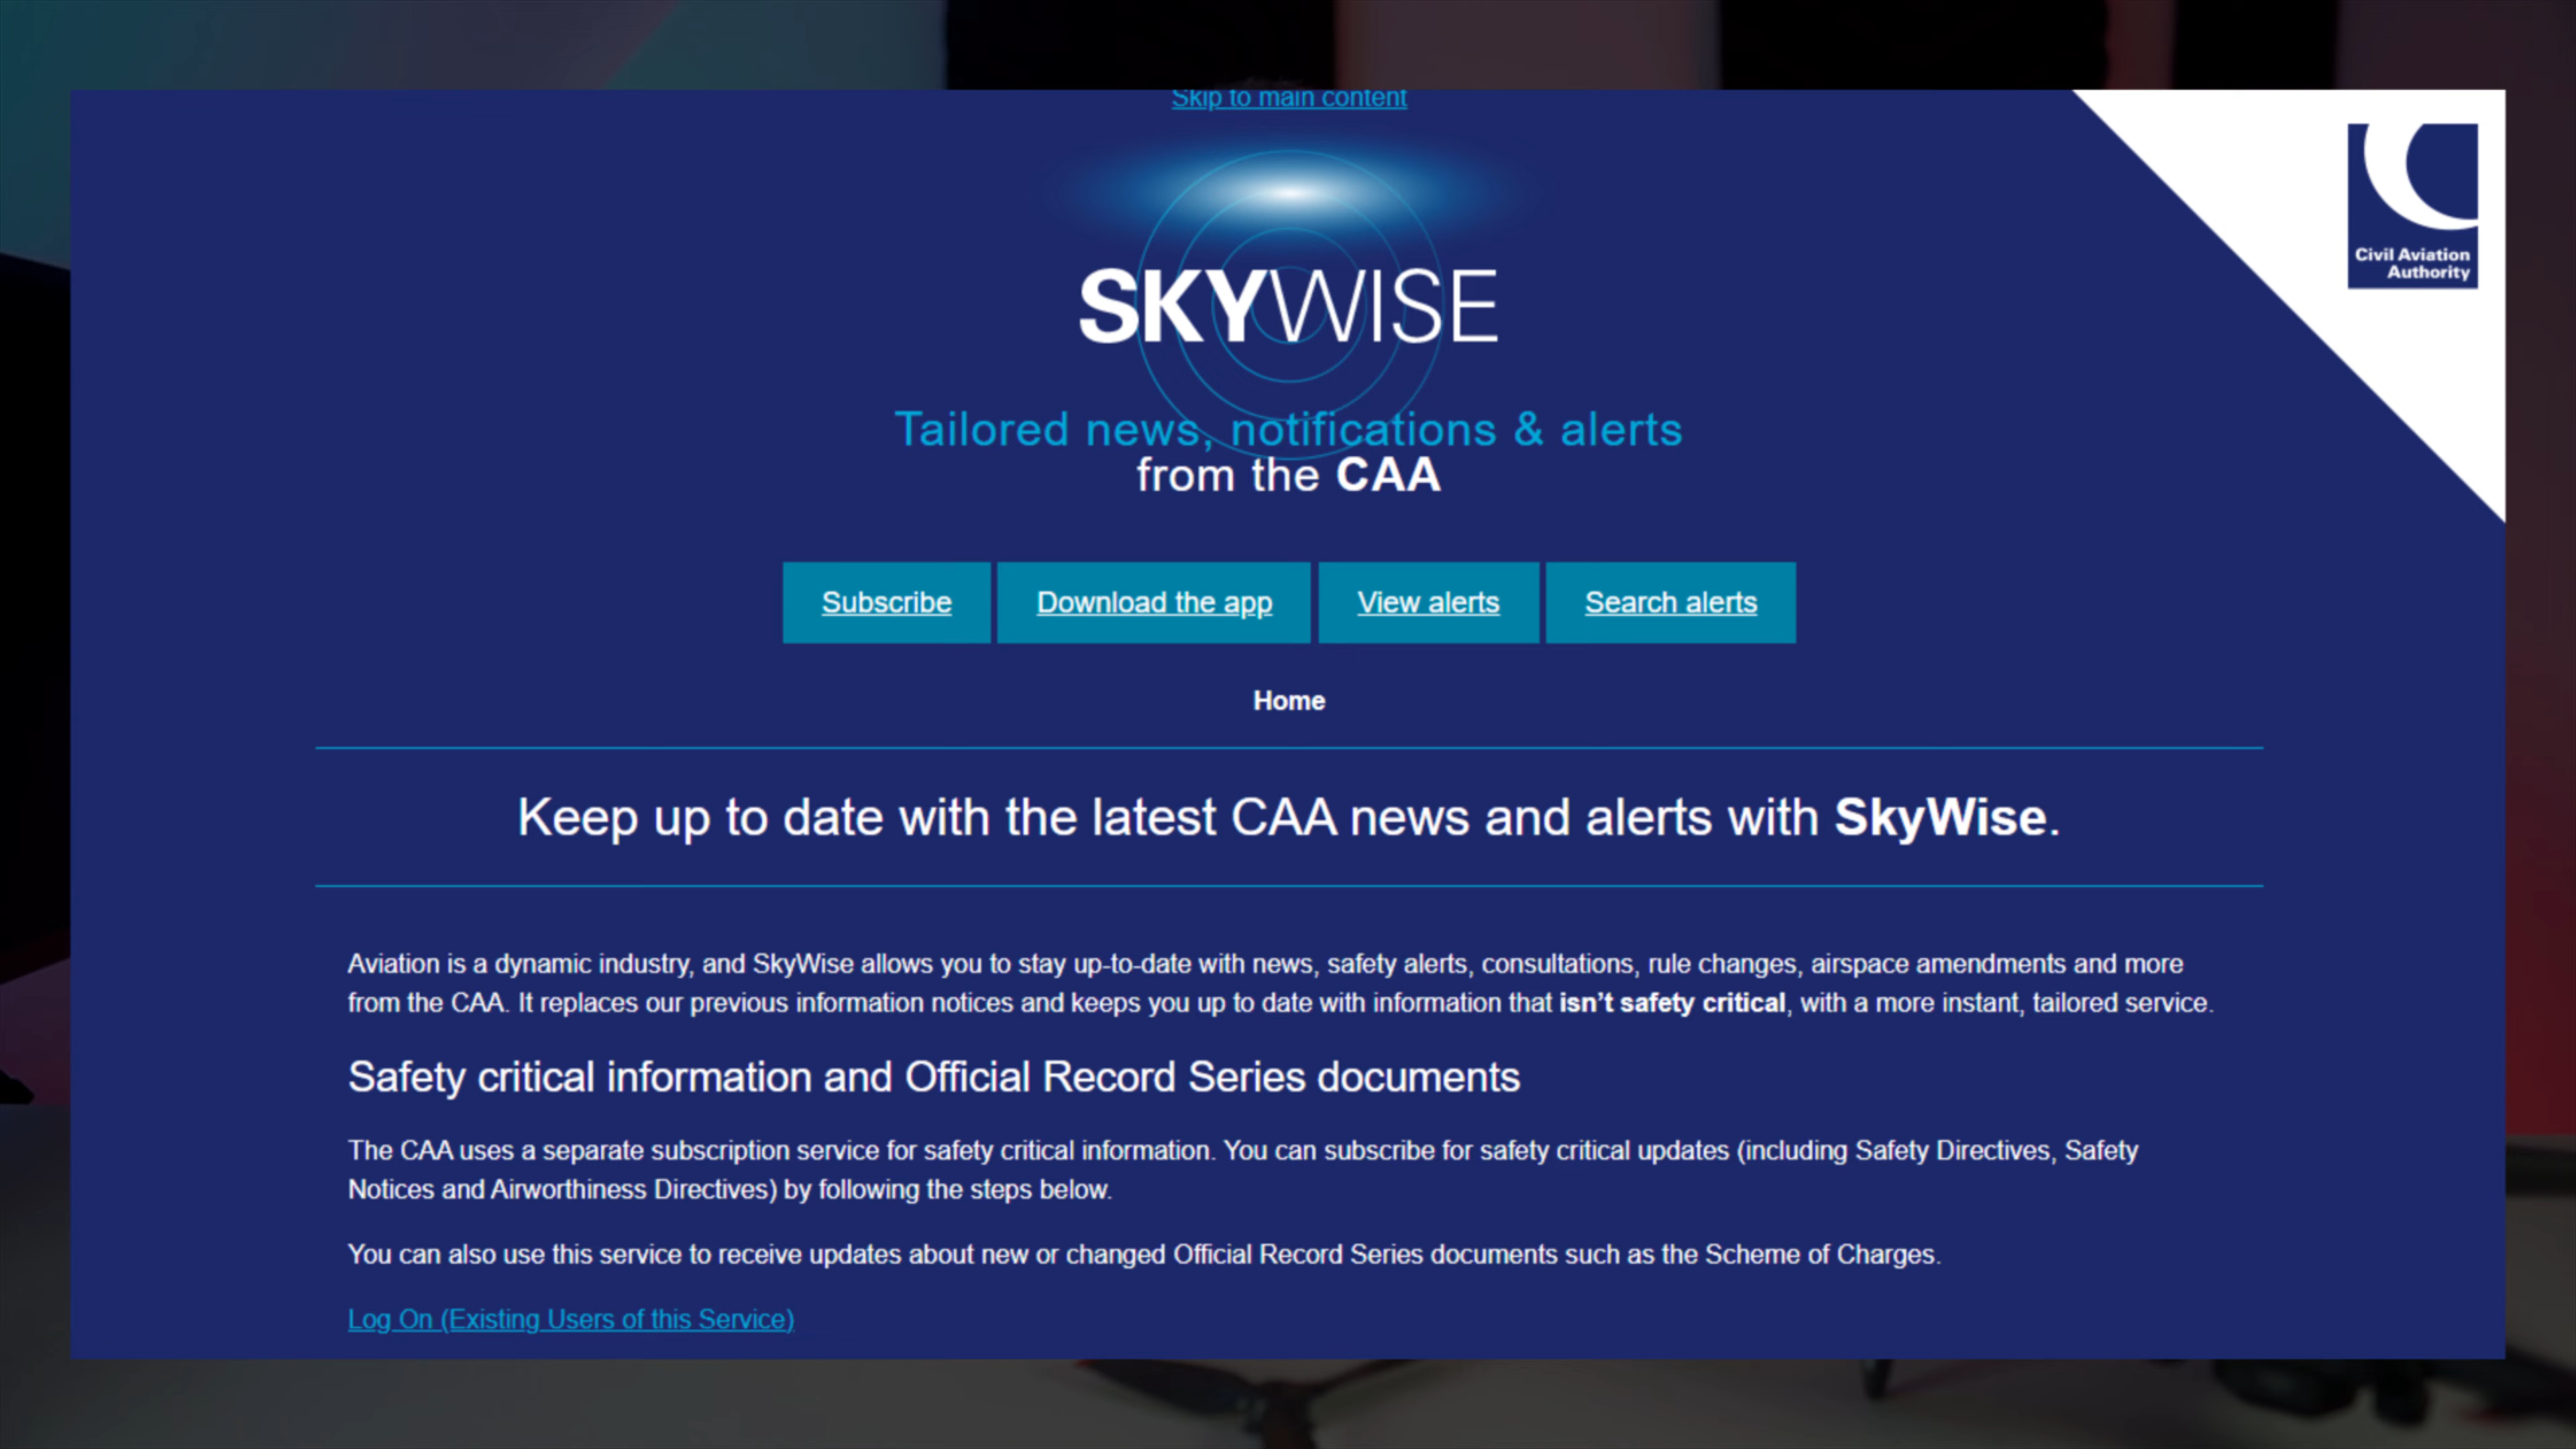 Skip to main content
Civil Aviation
Authority
SKYWISE
Tailored news, notifications & alerts
from the CAA
Subscribe
Download the app
View alerts
Search alerts
Home
Keep up to date with the latest CAA news and alerts with SkyWise.
Aviation is a dynamic industry, and SkyWise allows you to stay up-to-date with news, safety alerts, consultations, rule changes, airspace amendments and more
from the CAA. It replaces our previous information notices and keeps you up to date with information that isn’t safety critical, with a more instant, tailored service.
Safety critical information and Official Record Series documents
The CAA uses a separate subscription service for safety critical information. You can subscribe for safety critical updates (including Safety Directives, Safety
Notices and Airworthiness Directives) by following the steps below.
You can also use this service to receive updates about new or changed Official Record Series documents such as the Scheme of Charges.
Log On (Existing Users of this Service)